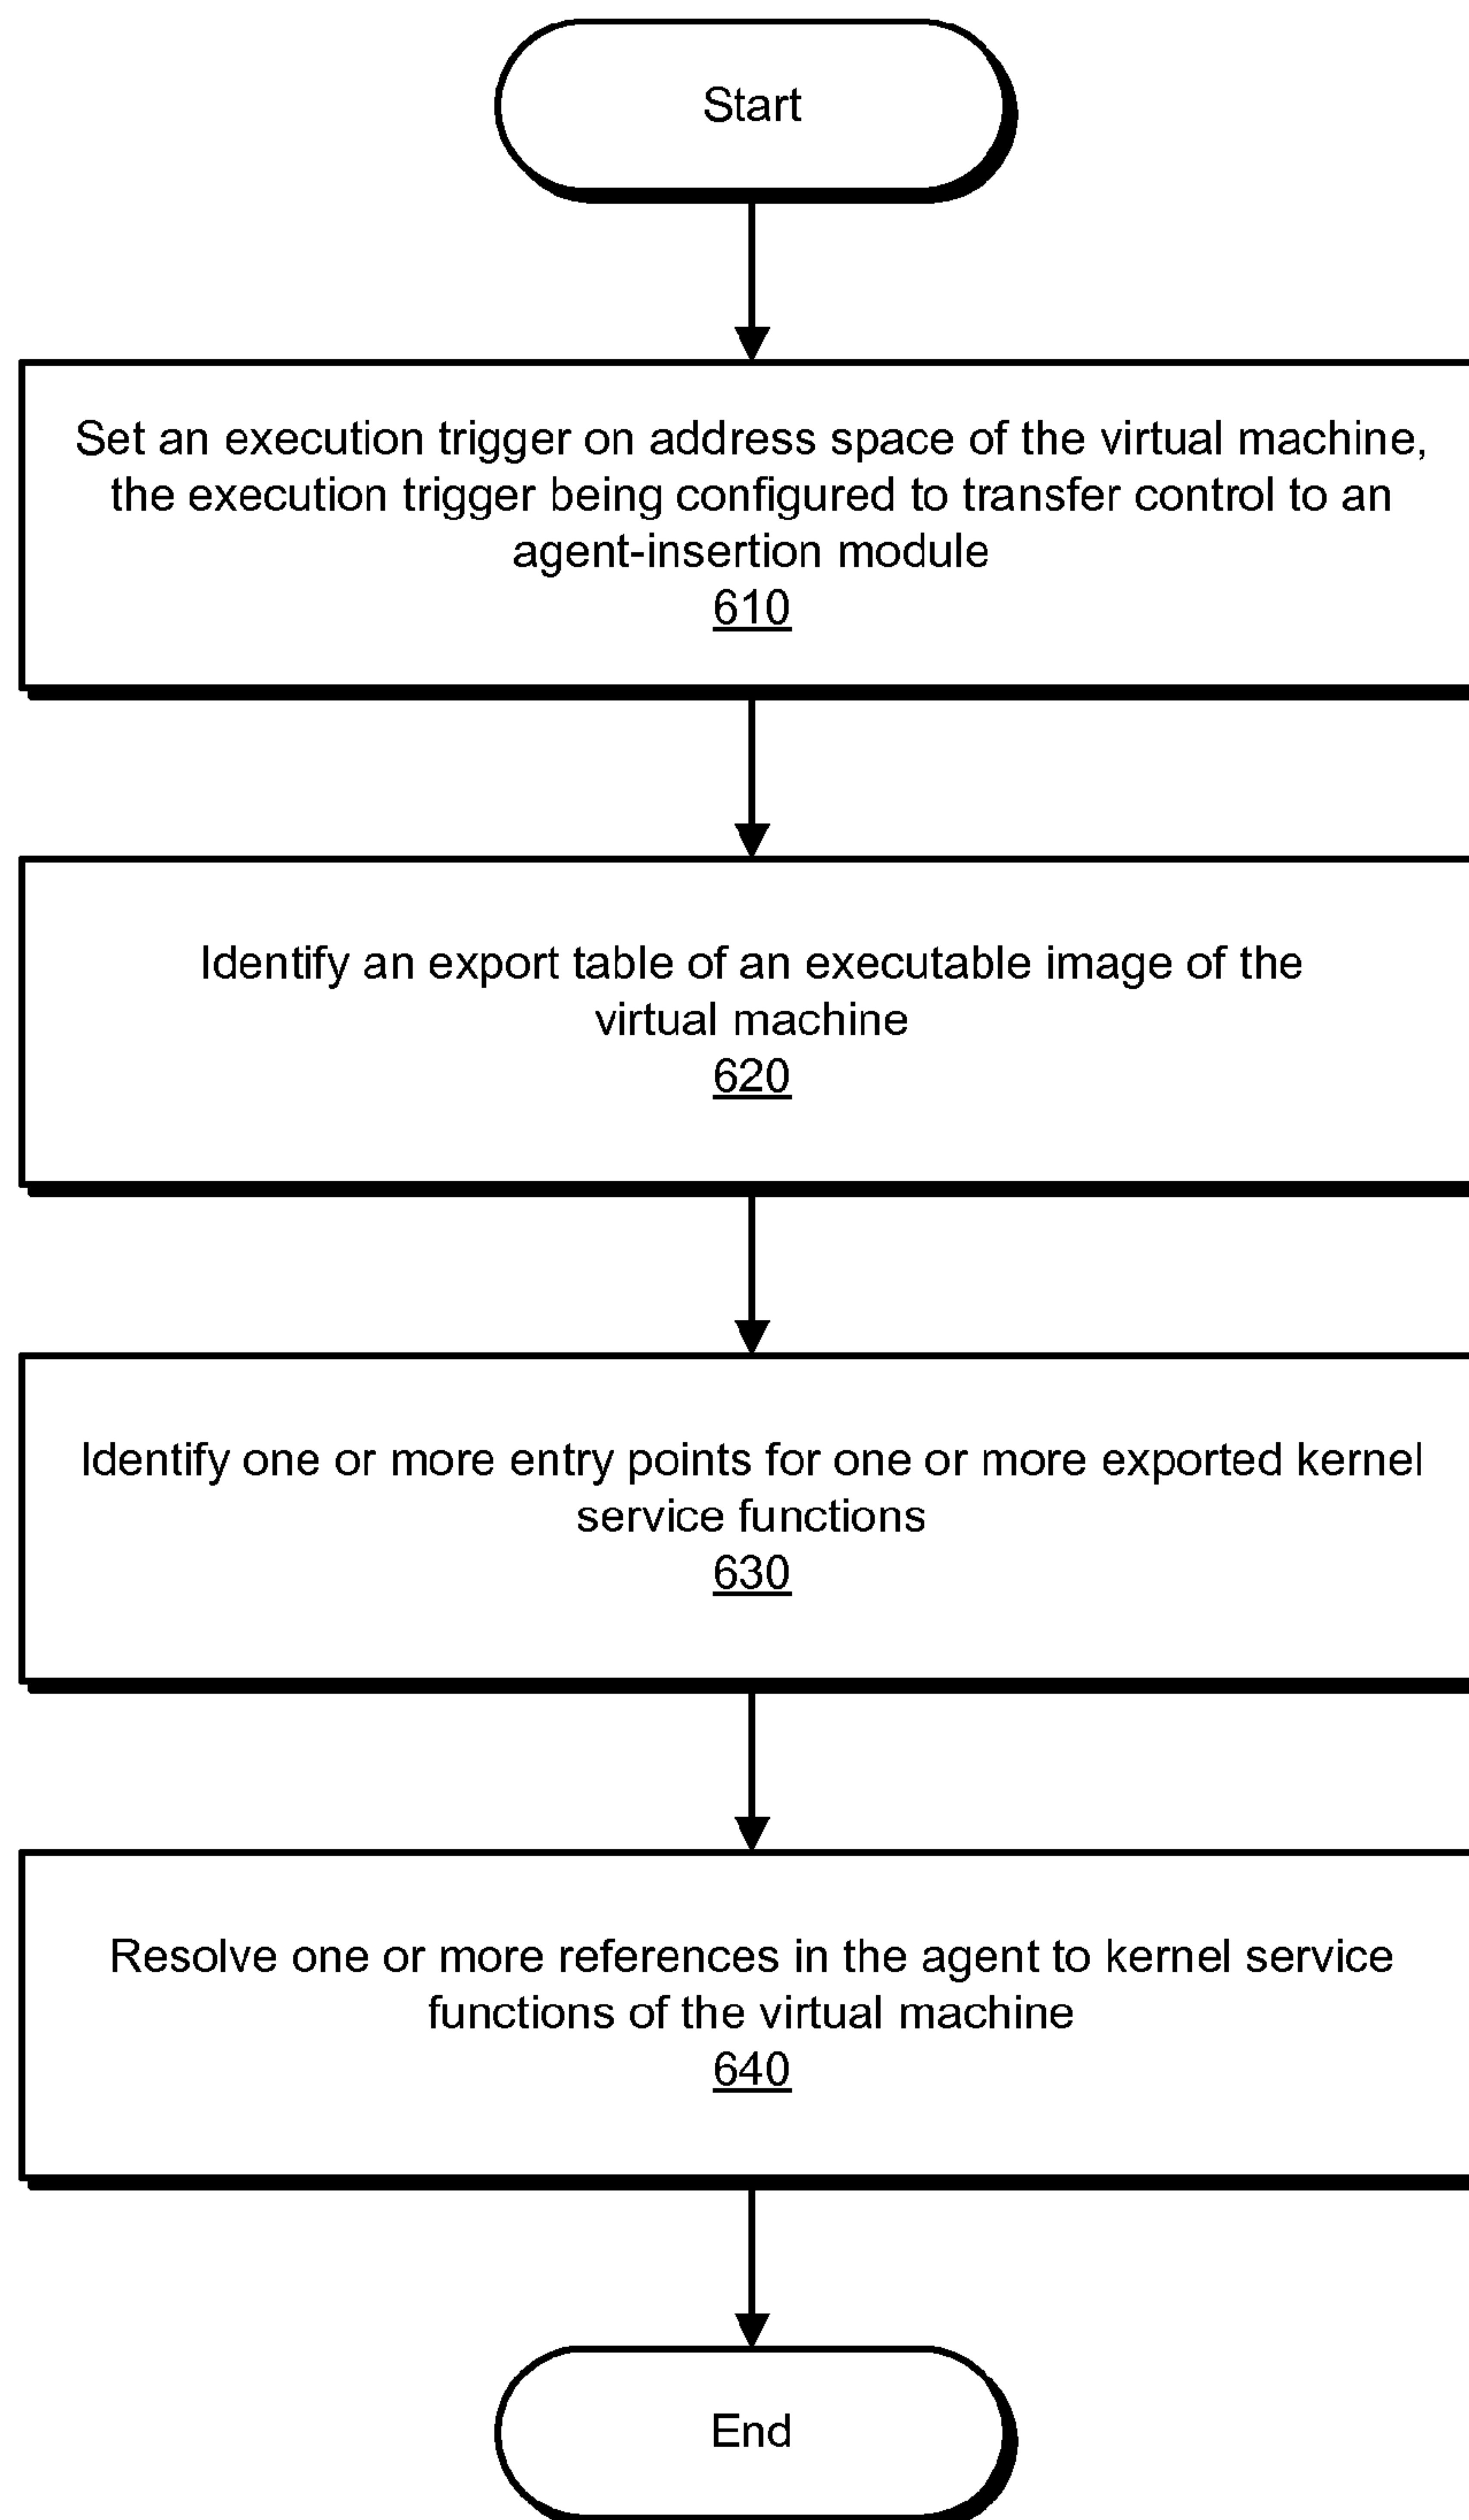 Start
Set an execution trigger on address space of the virtual machine,
the execution trigger being configured to transfer control to an
agent-insertion module
610
Identify an export table of an executable image of the
virtual machine
620
Identify one or more entry points for one or more exported kernel
service functions
630
Resolve one or more references in the agent to kernel service
functions of the virtual machine
640
End